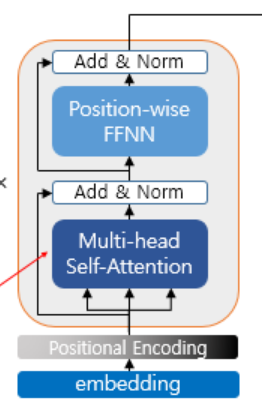 Add & Norm
Position-wise
FFNN
Add & Norm
Multi-head
Self-Attention
Positional Encoding
embedding